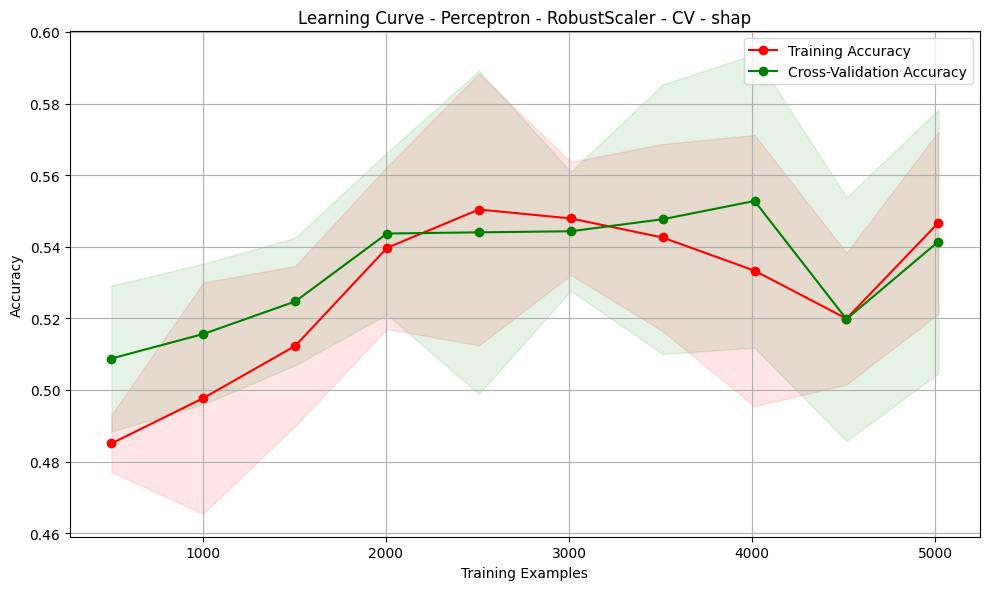 Learning Curve - Perceptron - RobustScaler - CV - shap
Training Accuracy
Cross-Validation Accuracy
Accuracy
0.60
0.58
0.56
0.54
0.52
0.50
0.48
0.46
1000 2000 3000 4000 5000
Training Examples